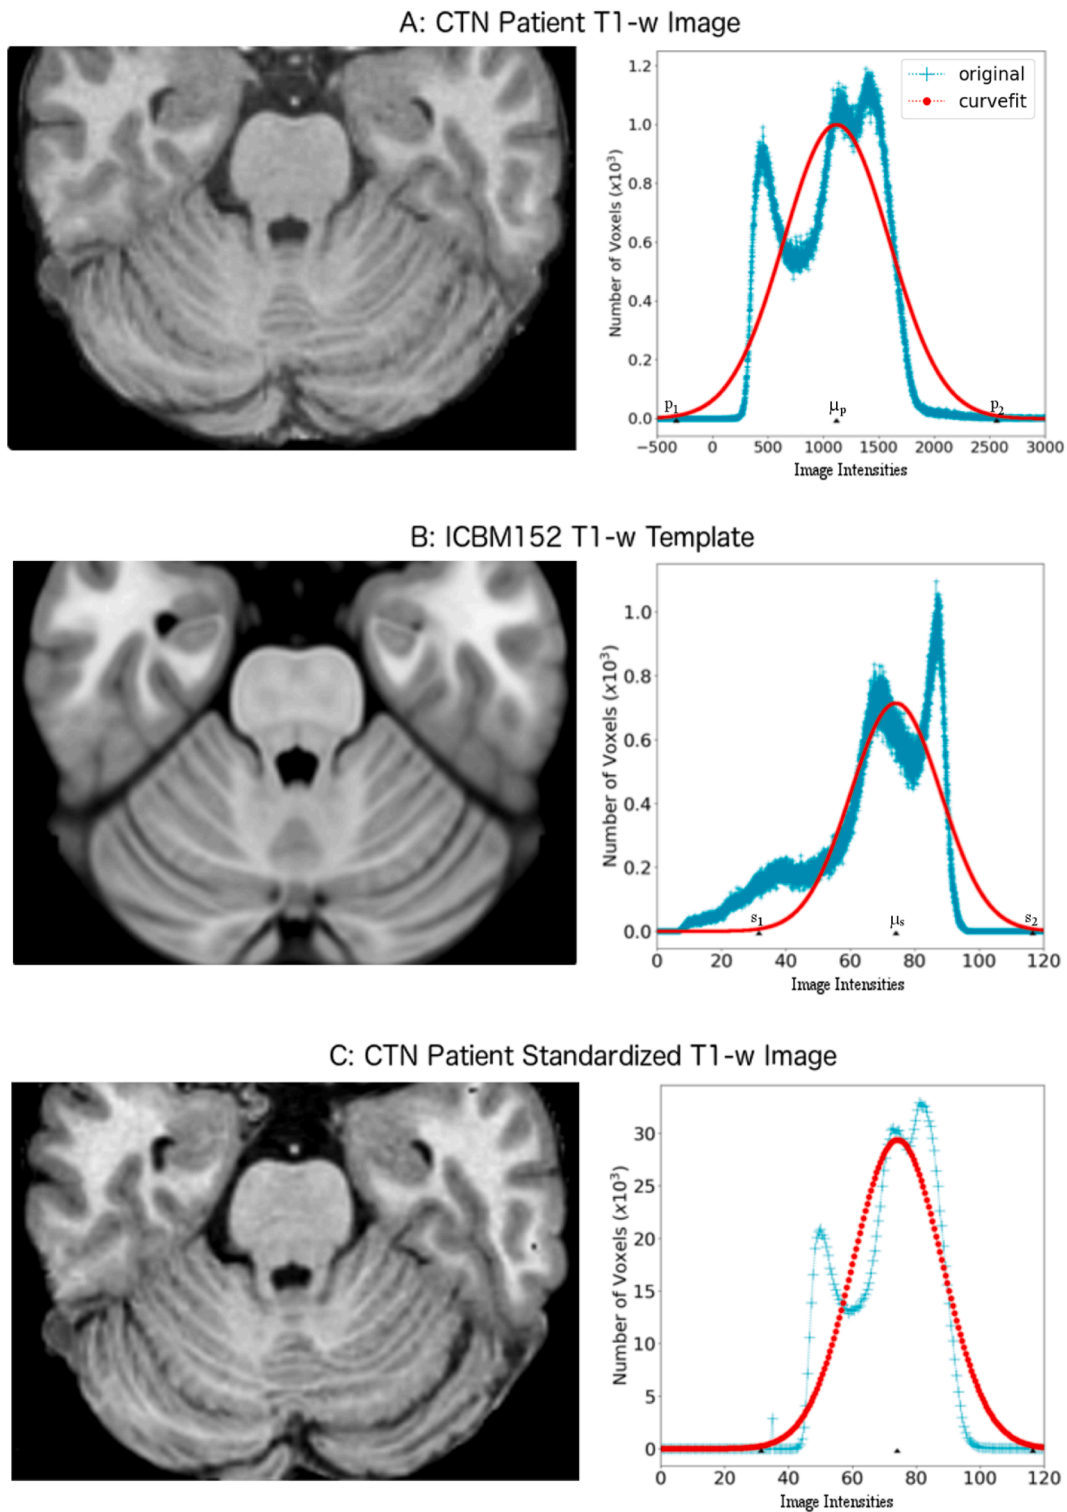 A: CTN Patient T1-w Image
original
curvefit
Number of Voxels (x10³)
1.2
1.0
0.8
0.6
0.4
0.2
0.0
p₁
μₚ
p₂
−500 0 500 1000 1500 2000 2500 3000
Image Intensities
B: ICBM152 T1-w Template
Number of Voxels (x10³)
1.0
0.8
0.6
0.4
0.2
0.0
s₁
μₛ
s₂
0 20 40 60 80 100 120
Image Intensities
C: CTN Patient Standardized T1-w Image
Number of Voxels (x10³)
30
25
20
15
10
5
0
0 20 40 60 80 100 120
Image Intensities